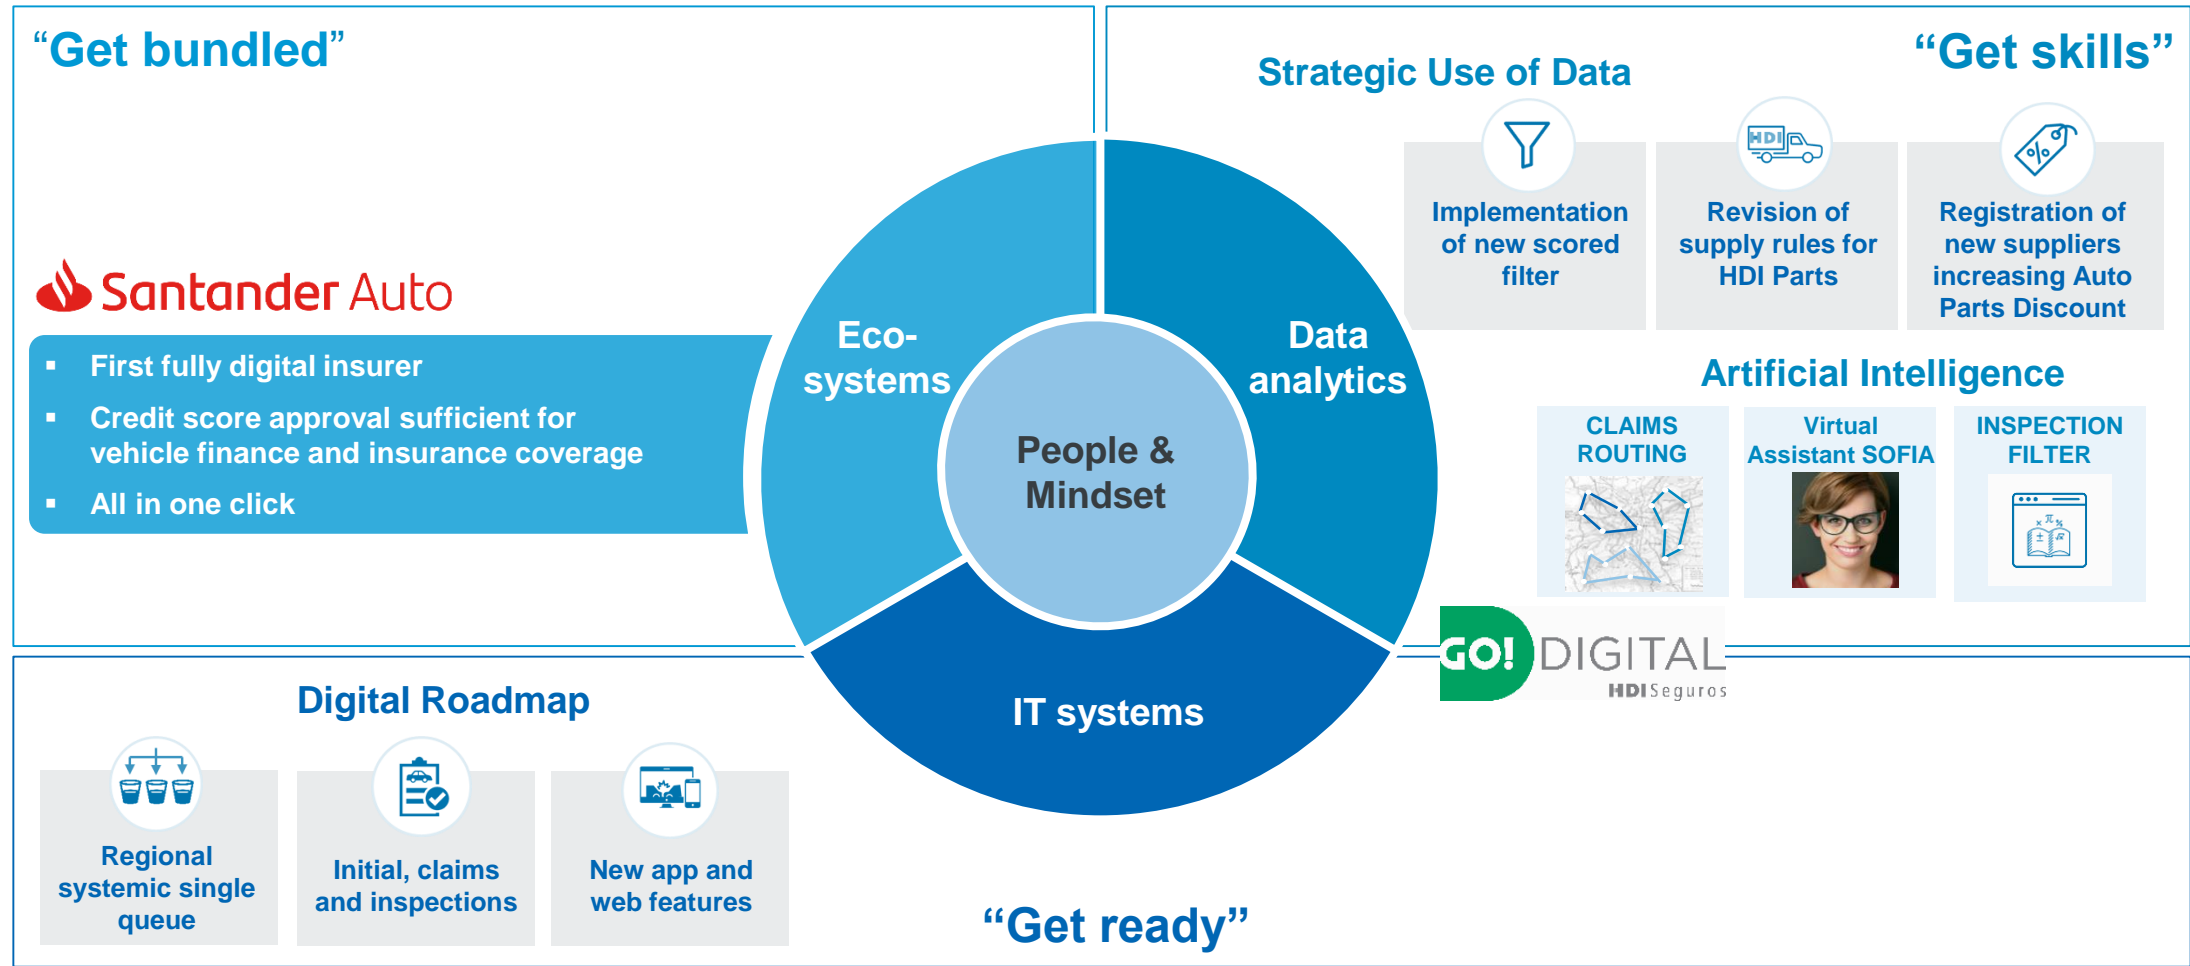 “Get bundled”
Santander Auto
▪ First fully digital insurer
▪ Credit score approval sufficient for
vehicle finance and insurance coverage
▪ All in one click
“Get skills”
Strategic Use of Data
Implementation
of new scored
filter
HDI
Revision of
supply rules for
HDI Parts
%
Registration of
new suppliers
increasing Auto
Parts Discount
Artificial Intelligence
CLAIMS
ROUTING
Virtual
Assistant SOFIA
INSPECTION
FILTER
Eco-
systems
Data
analytics
People &
Mindset
IT systems
GO! DIGITAL
HDI Seguros
Digital Roadmap
Regional
systemic single
queue
Initial, claims
and inspections
New app and
web features
“Get ready”